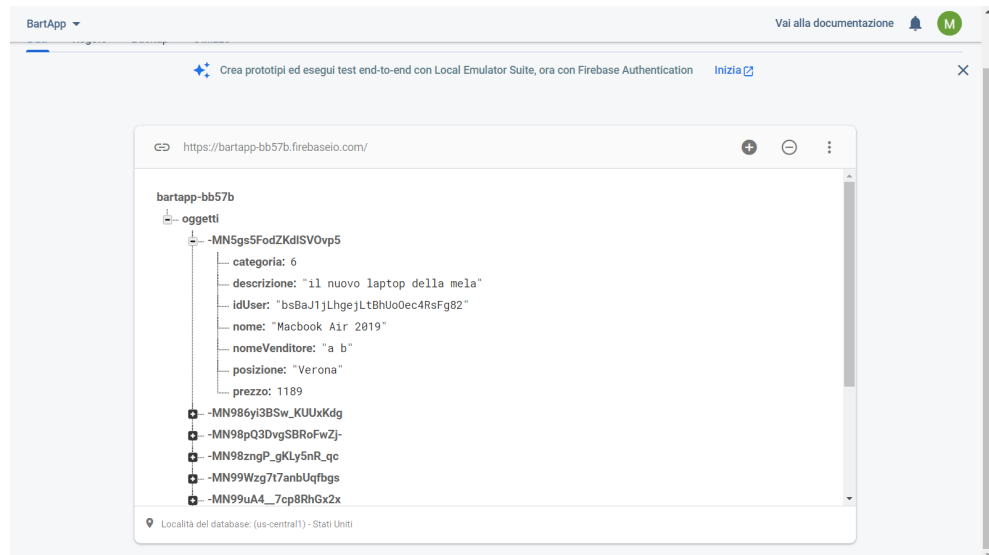 BartApp
Vai alla documentazione
M
Crea prototipi ed esegui test end-to-end con Local Emulator Suite, ora con Firebase Authentication Inizia
https://bartapp-bb57b.firebaseio.com/
bartapp-bb57b
oggetti
-MN5gs5FodZKdlSVOvp5
categoria: 6
descrizione: "il nuovo laptop della mela"
idUser: "bsBaJ1jLhgejLtBhUoOec4RsFg82"
nome: "Macbook Air 2019"
nomeVenditore: "a b"
posizione: "Verona"
prezzo: 1189
-MN986yi3BSw_KUUxKdg
-MN98pQ3DvgSBRoFwZj-
-MN98zngP_gKLy5nR_qc
-MN99Wzg7t7anbUqfbgs
-MN99uA4__7cp8RhGx2x
Località del database: (us-central1) - Stati Uniti